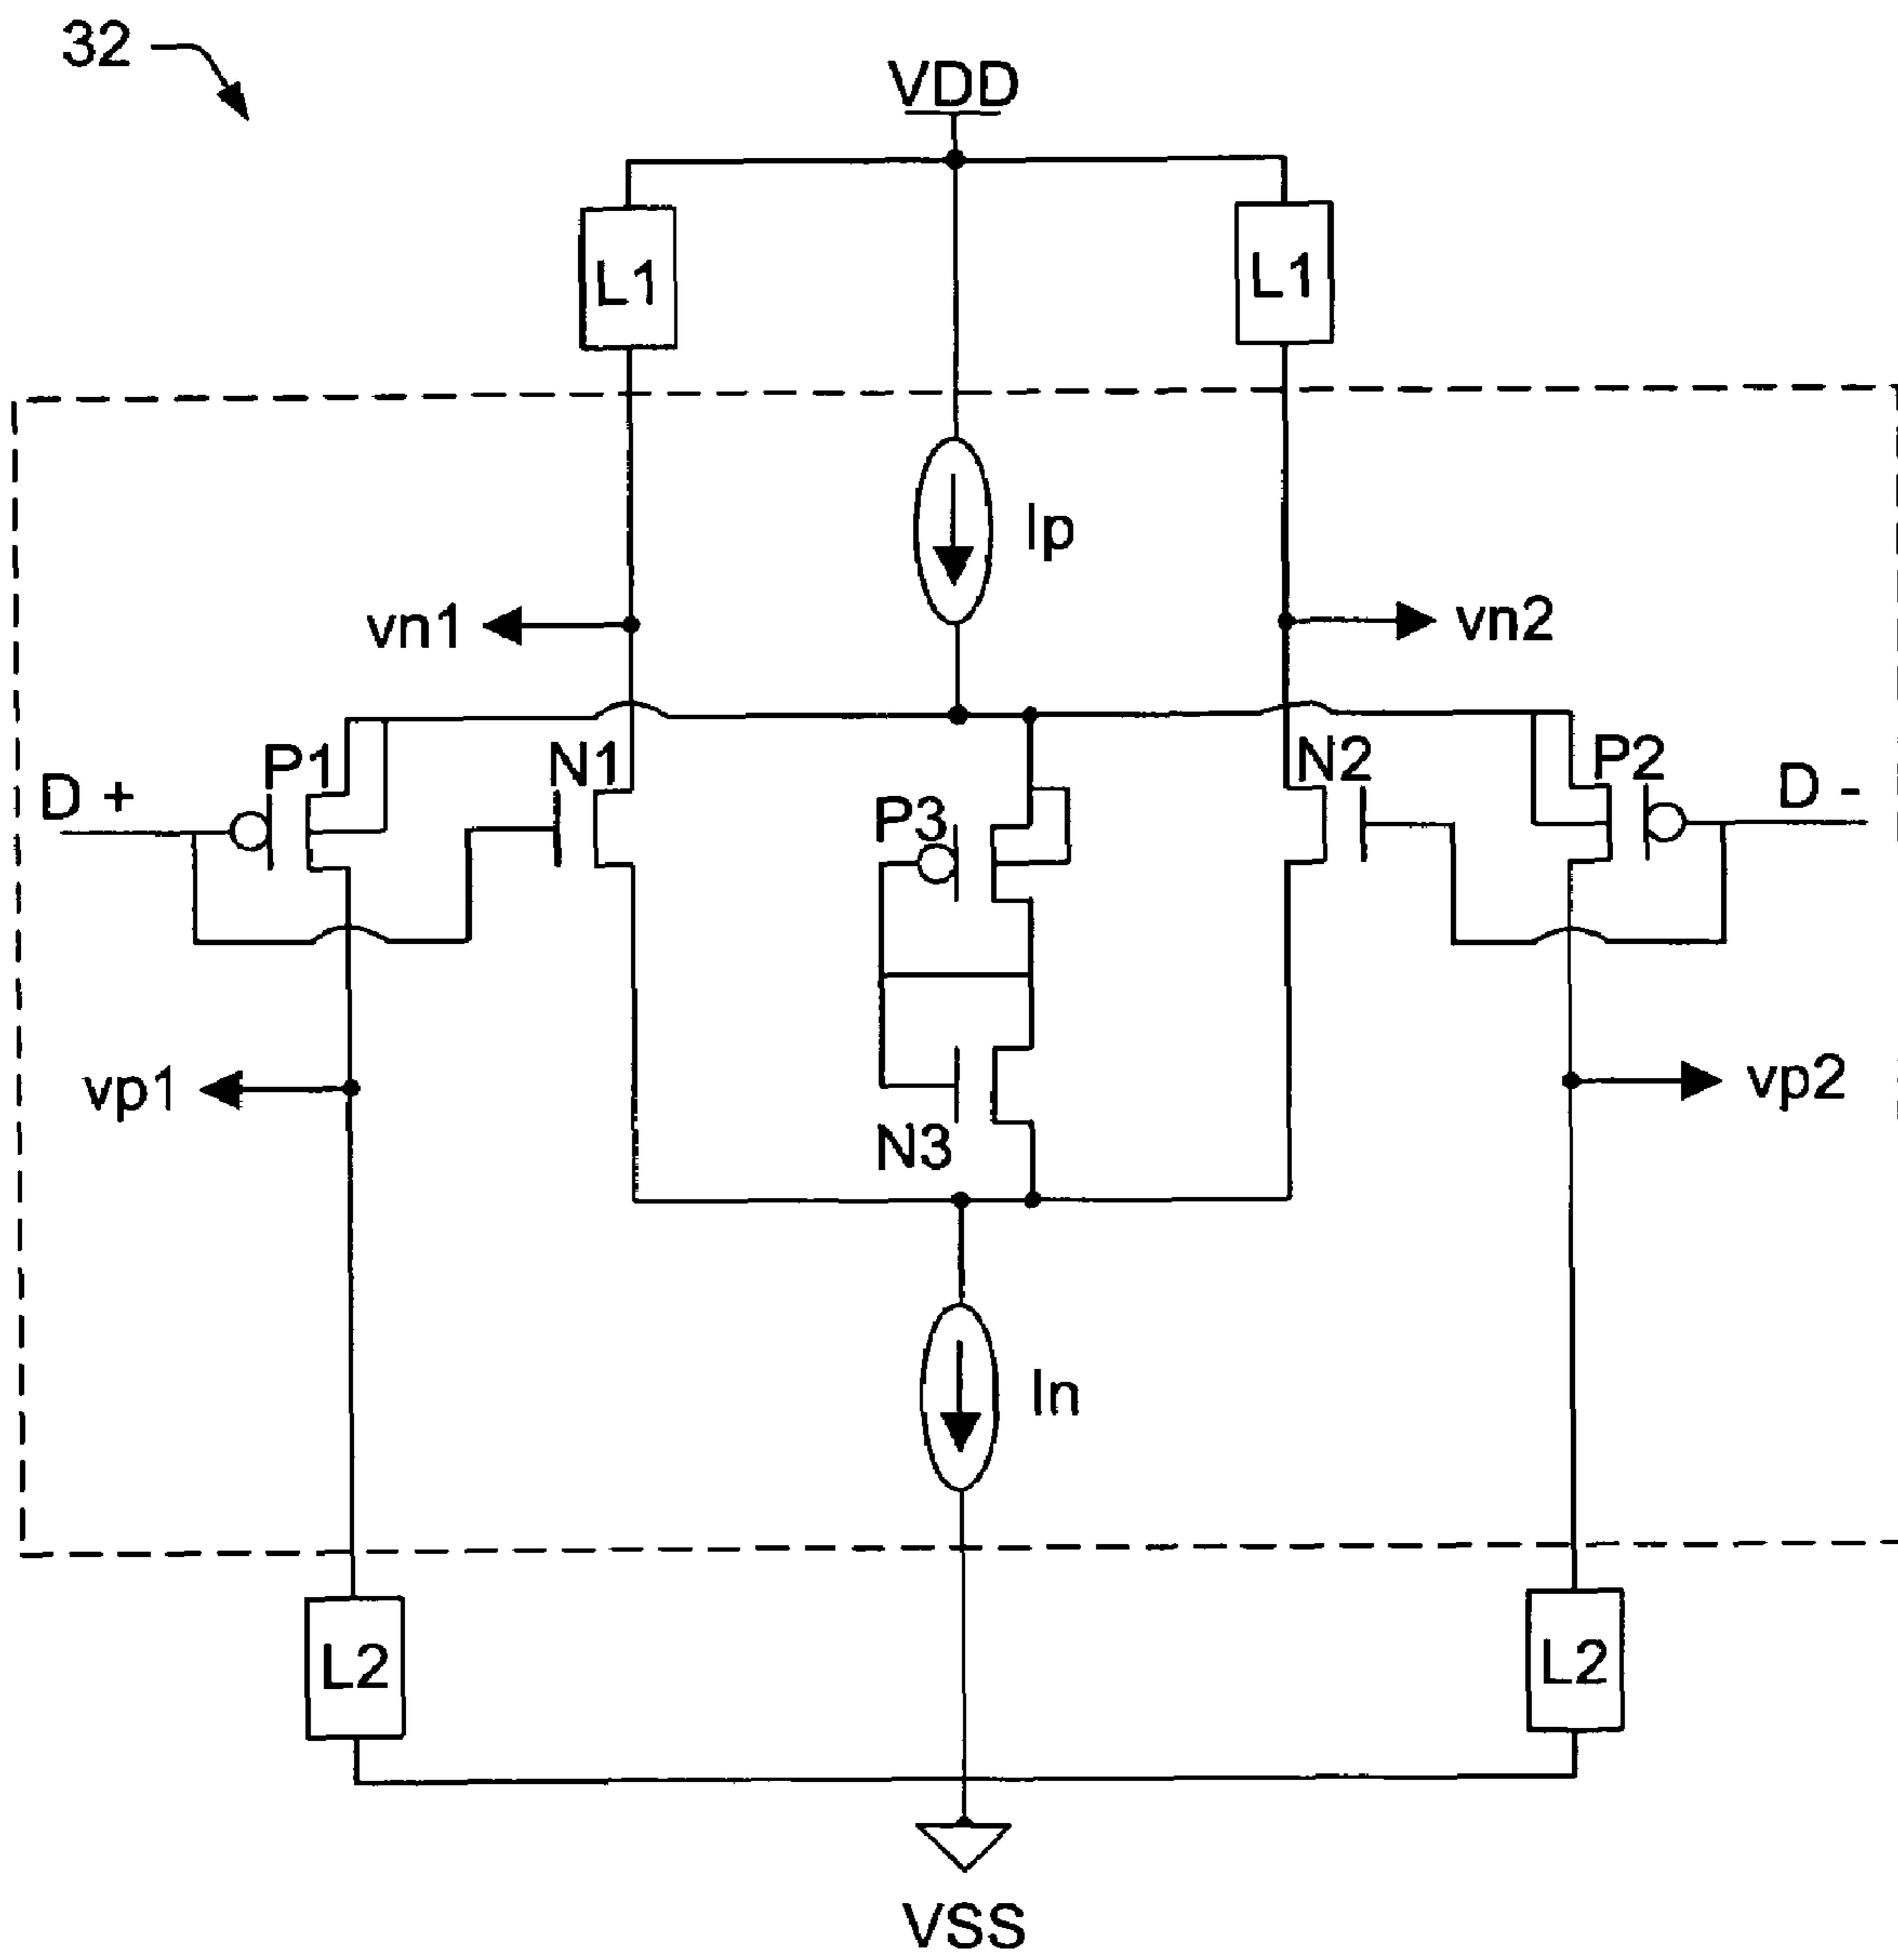 32
VDD
L1
L1
Ip
vn1
vn2
P1
N1
N2
P2
D +
P3
D -
vp1
vp2
N3
In
L2
L2
VSS